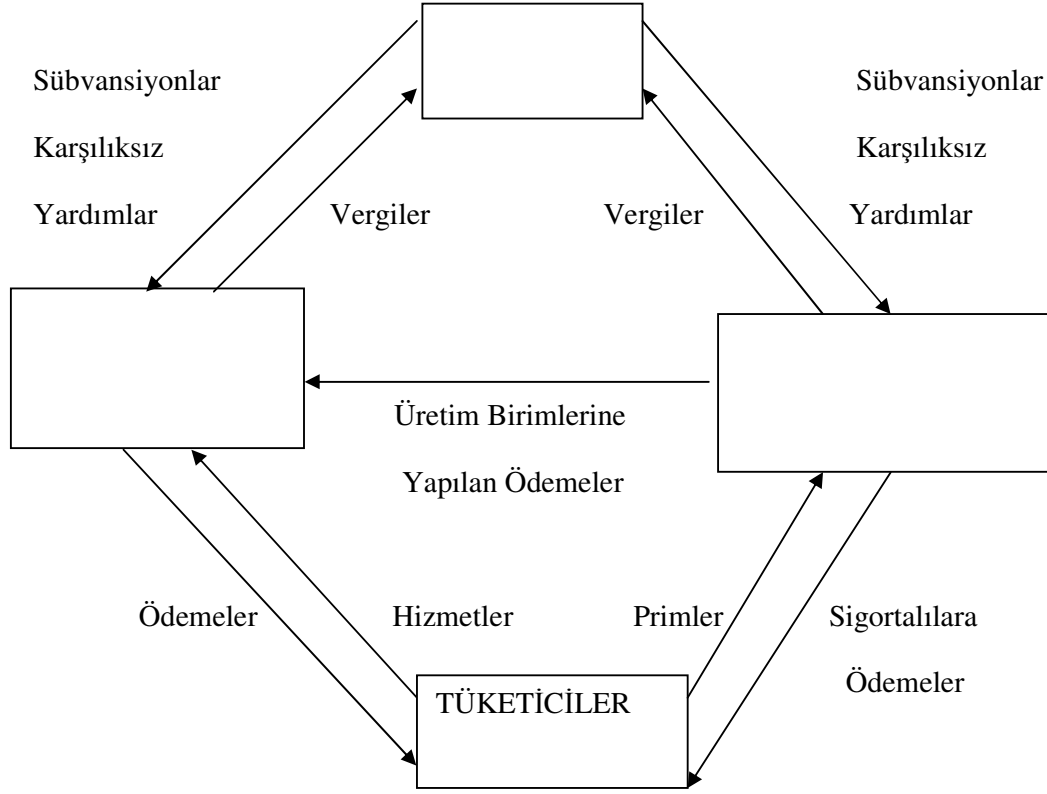 Sübvansiyonlar
Karşılıksız
Yardımlar
Vergiler
Vergiler
Sübvansiyonlar
Karşılıksız
Yardımlar
Üretim Birimlerine
Yapılan Ödemeler
Ödemeler
Hizmetler
Primler
Sigortalılara
Ödemeler
TÜKETİCİLER